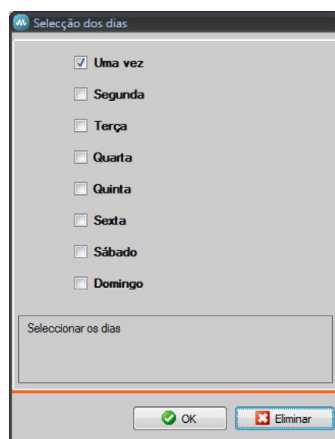 Selecção dos dias
Uma vez
Segunda
Terça
Quarta
Quinta
Sexta
Sábado
Domingo
Seleccionar os dias
OK
Eliminar